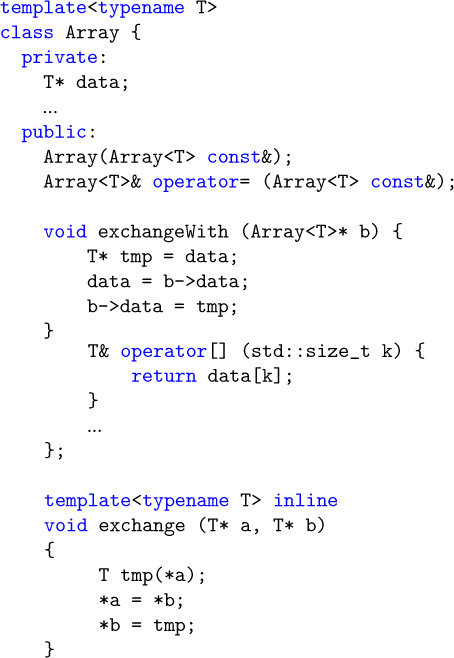 template<typename T>
class Array {
private:
T* data;
...
public:
Array(Array<T> const&);
Array<T>& operator= (Array<T> const&);
void exchangeWith (Array<T>* b) {
T* tmp = data;
data = b->data;
b->data = tmp;
}
T& operator[] (std::size_t k) {
return data[k];
}
...
};
template<typename T> inline
void exchange (T* a, T* b)
{
T tmp(*a);
*a = *b;
*b = tmp;
}